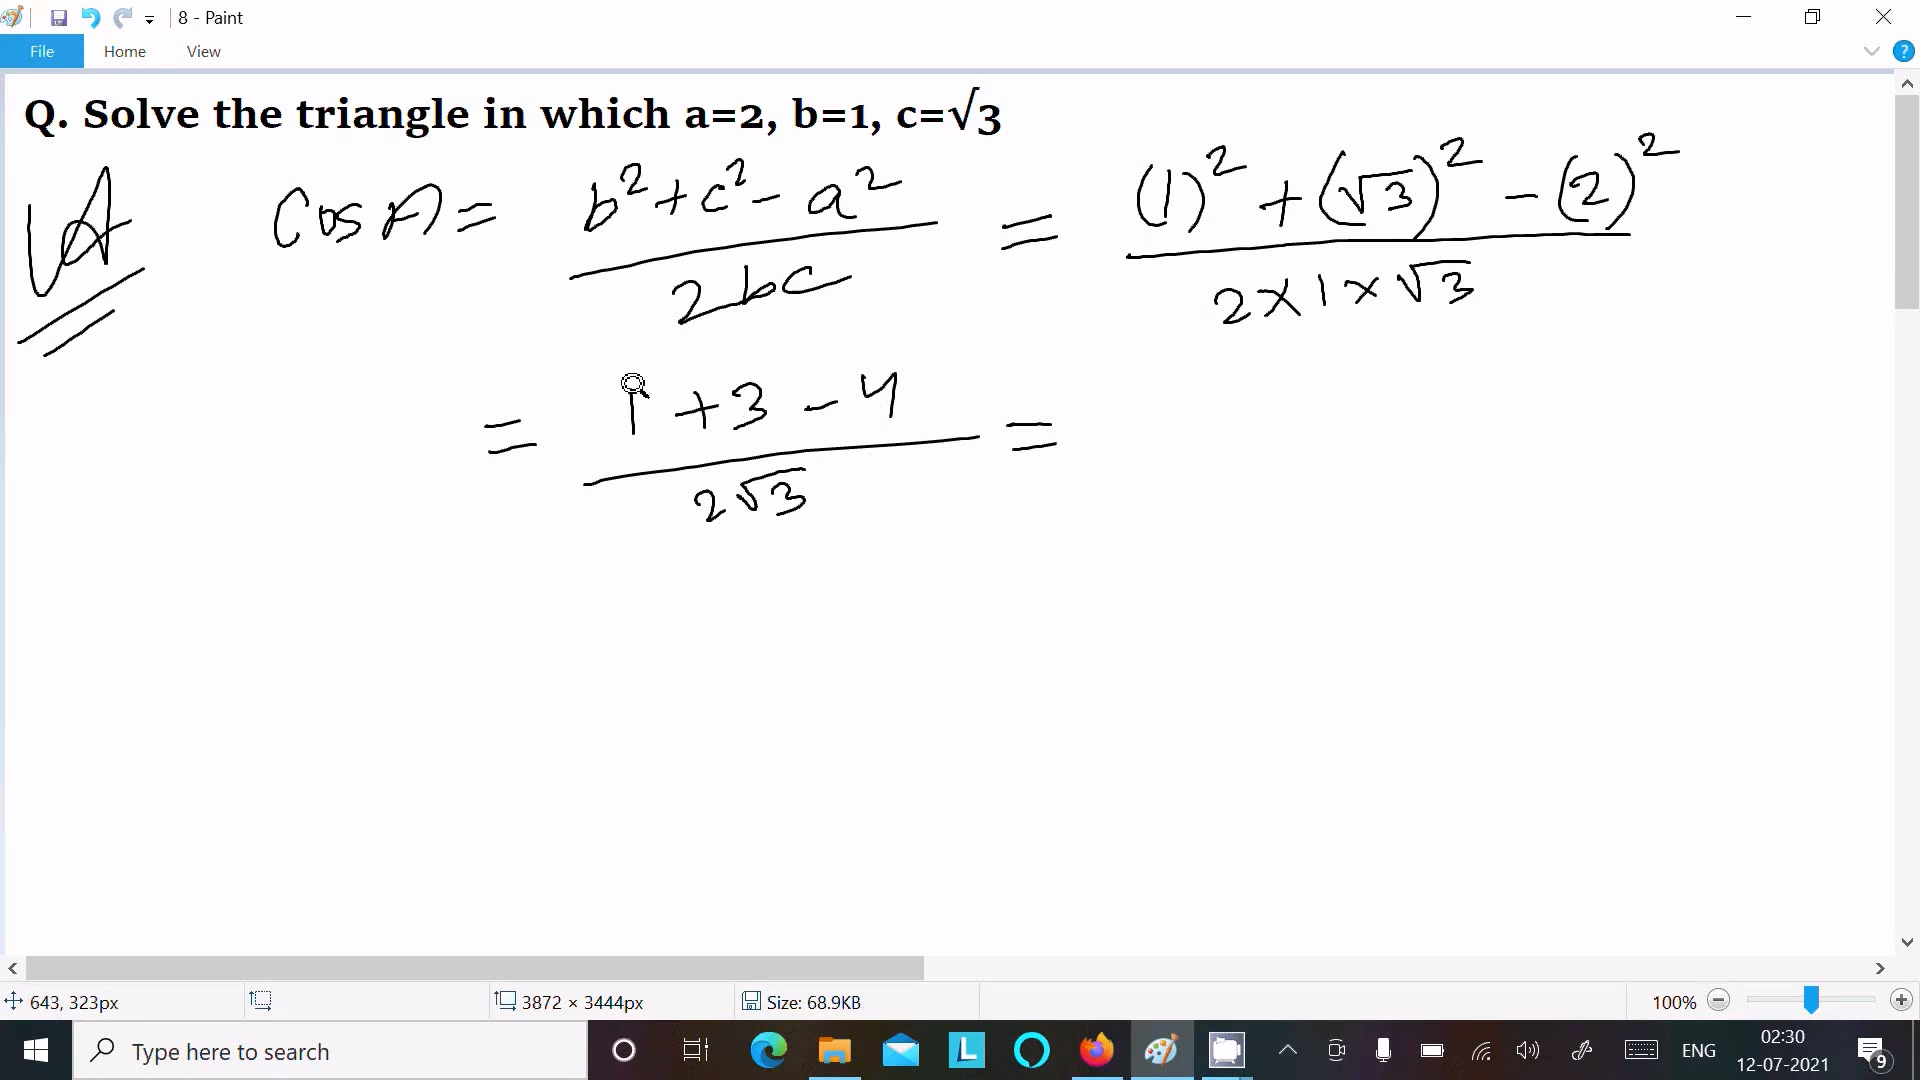 8 - Paint
File Home View
Q. Solve the triangle in which a=2, b=1, c=√3
Cos A = b²+c²-a² / 2bc = (1)² + (√3)² - (2)² / 2×1×√3
= 1+3-4 / 2√3 =
643, 323px 3872 × 3444px Size: 68.9KB 100%
Type here to search ENG 02:30
12-07-2021 9